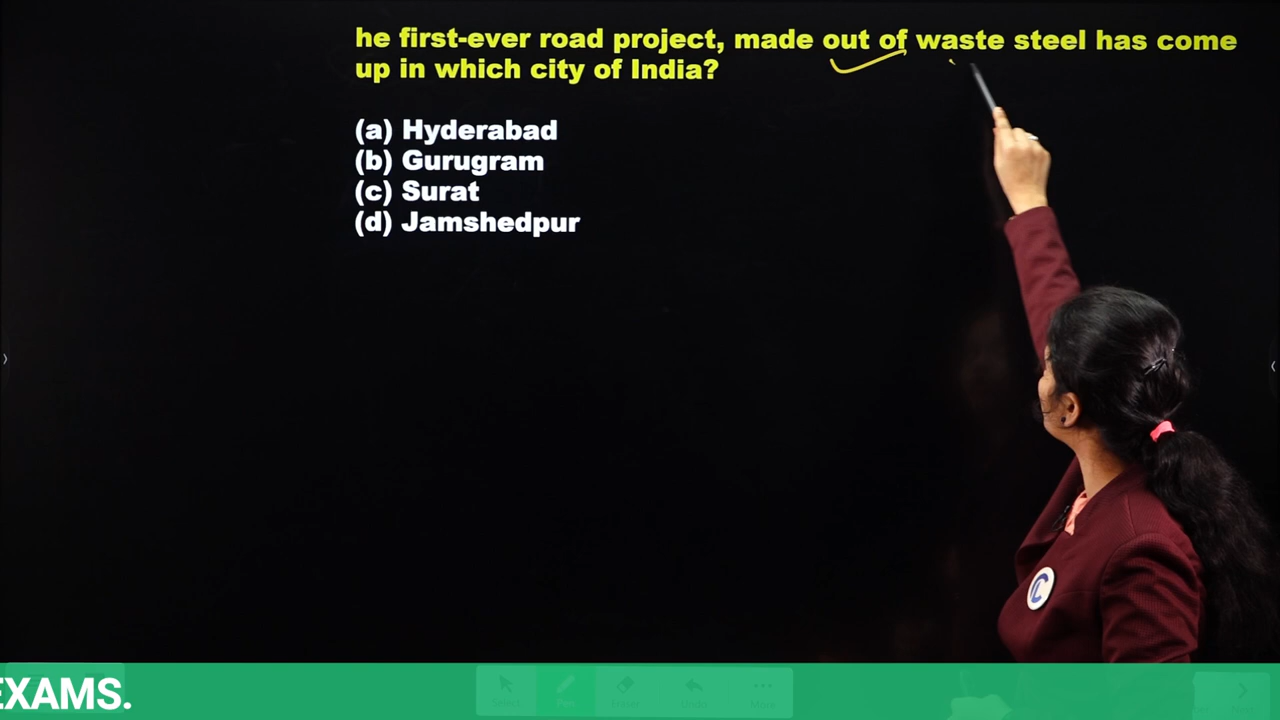 he first-ever road project, made out of waste steel has come
up in which city of India?
(a) Hyderabad
(b) Gurugram
(c) Surat
(d) Jamshedpur
EXAMS.